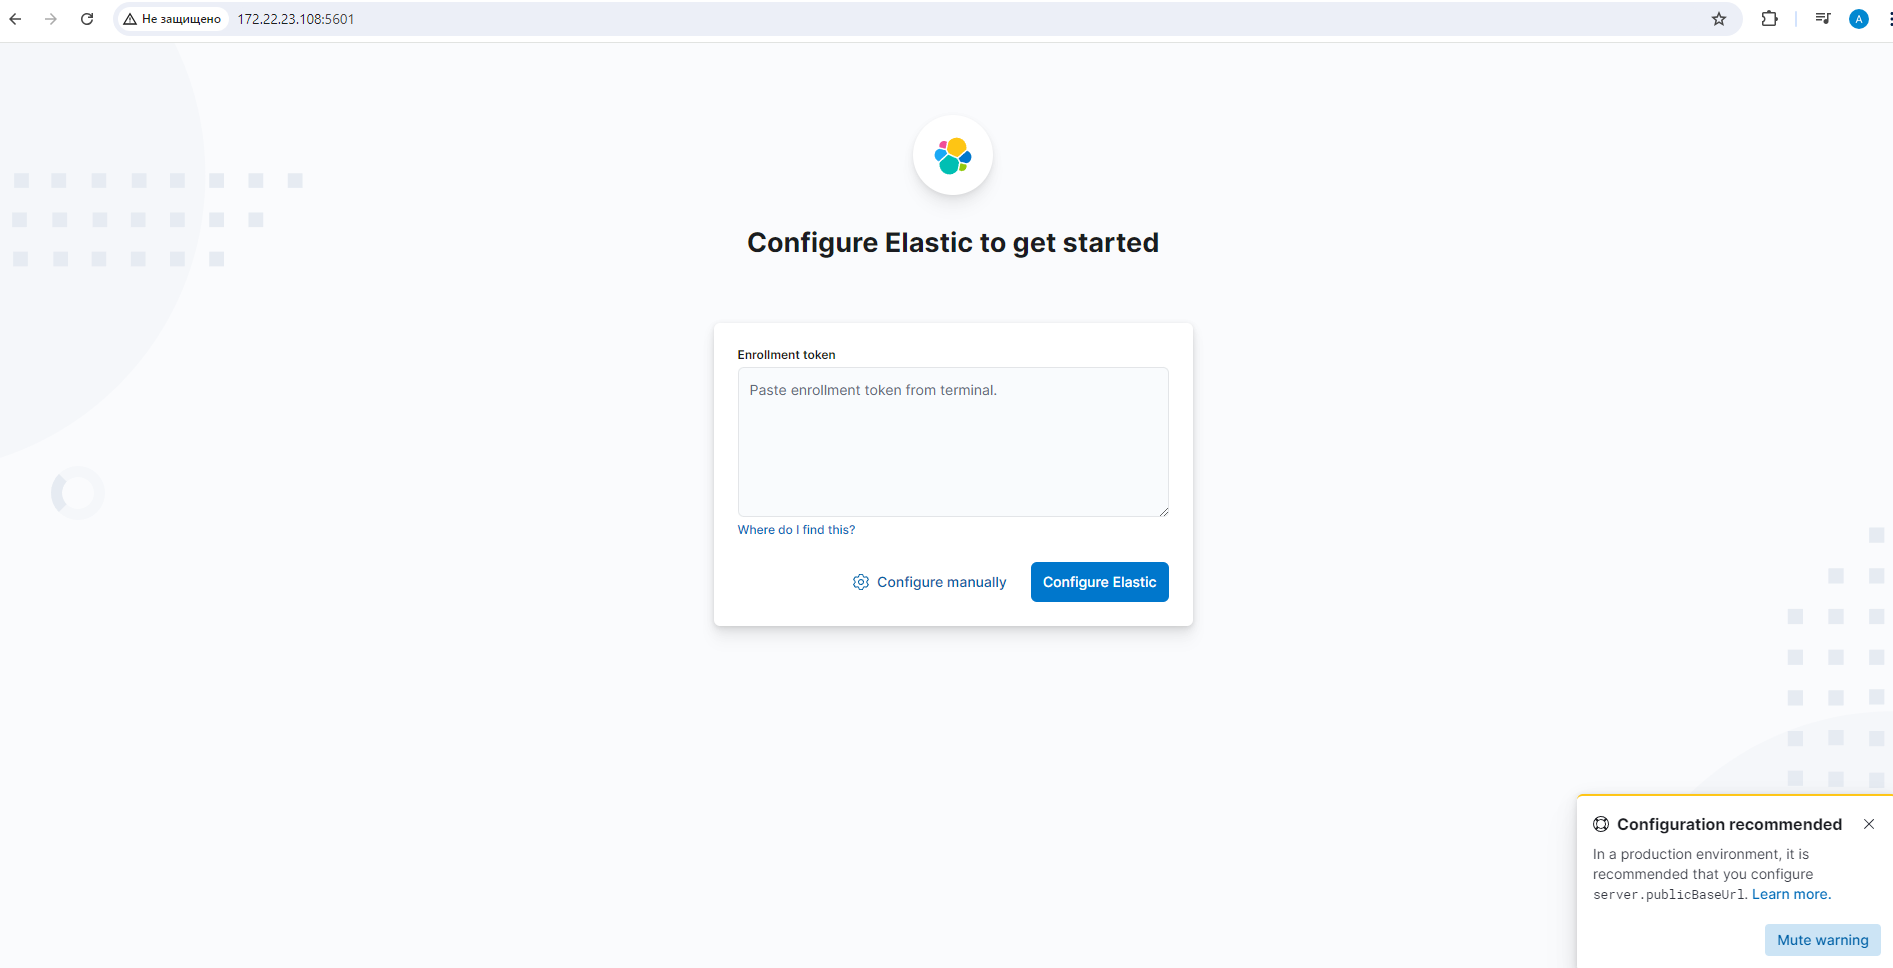 Не защищено 172.22.23.108:5601
A
Configure Elastic to get started
Enrollment token
Paste enrollment token from terminal.
Where do I find this?
Configure manually
Configure Elastic
Configuration recommended
In a production environment, it is
recommended that you configure
server.publicBaseUrl. Learn more.
Mute warning